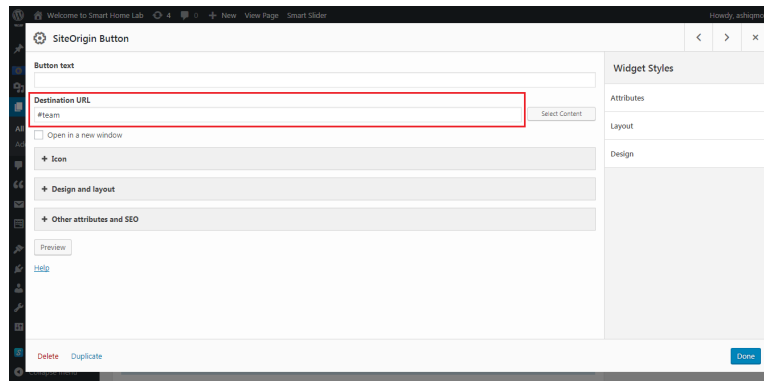 Welcome to Smart Home Lab 4 0 + New View Page Smart Slider Howdy, ashiqmo
SiteOrigin Button
Button text
Widget Styles
Destination URL
Attributes
#team
Select Content
All
Layout
Open in a new window
Ad
+ Icon
Design
+ Design and layout
+ Other attributes and SEO
Preview
Help
Delete Duplicate
Done
Collapse menu